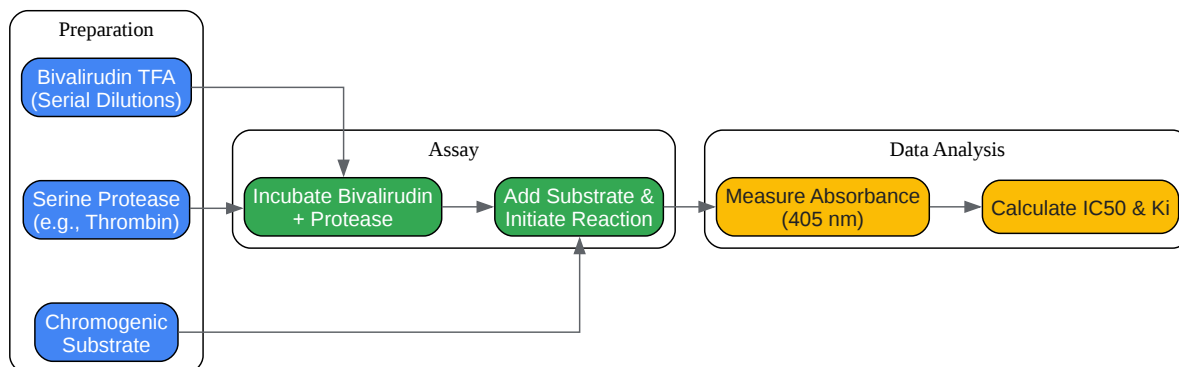 Preparation
Bivalirudin TFA
(Serial Dilutions)
Serine Protease
(e.g., Thrombin)
Chromogenic
Substrate
Assay
Incubate Bivalirudin
+ Protease
Add Substrate &
Initiate Reaction
Data Analysis
Measure Absorbance
(405 nm)
Calculate IC50 & Ki